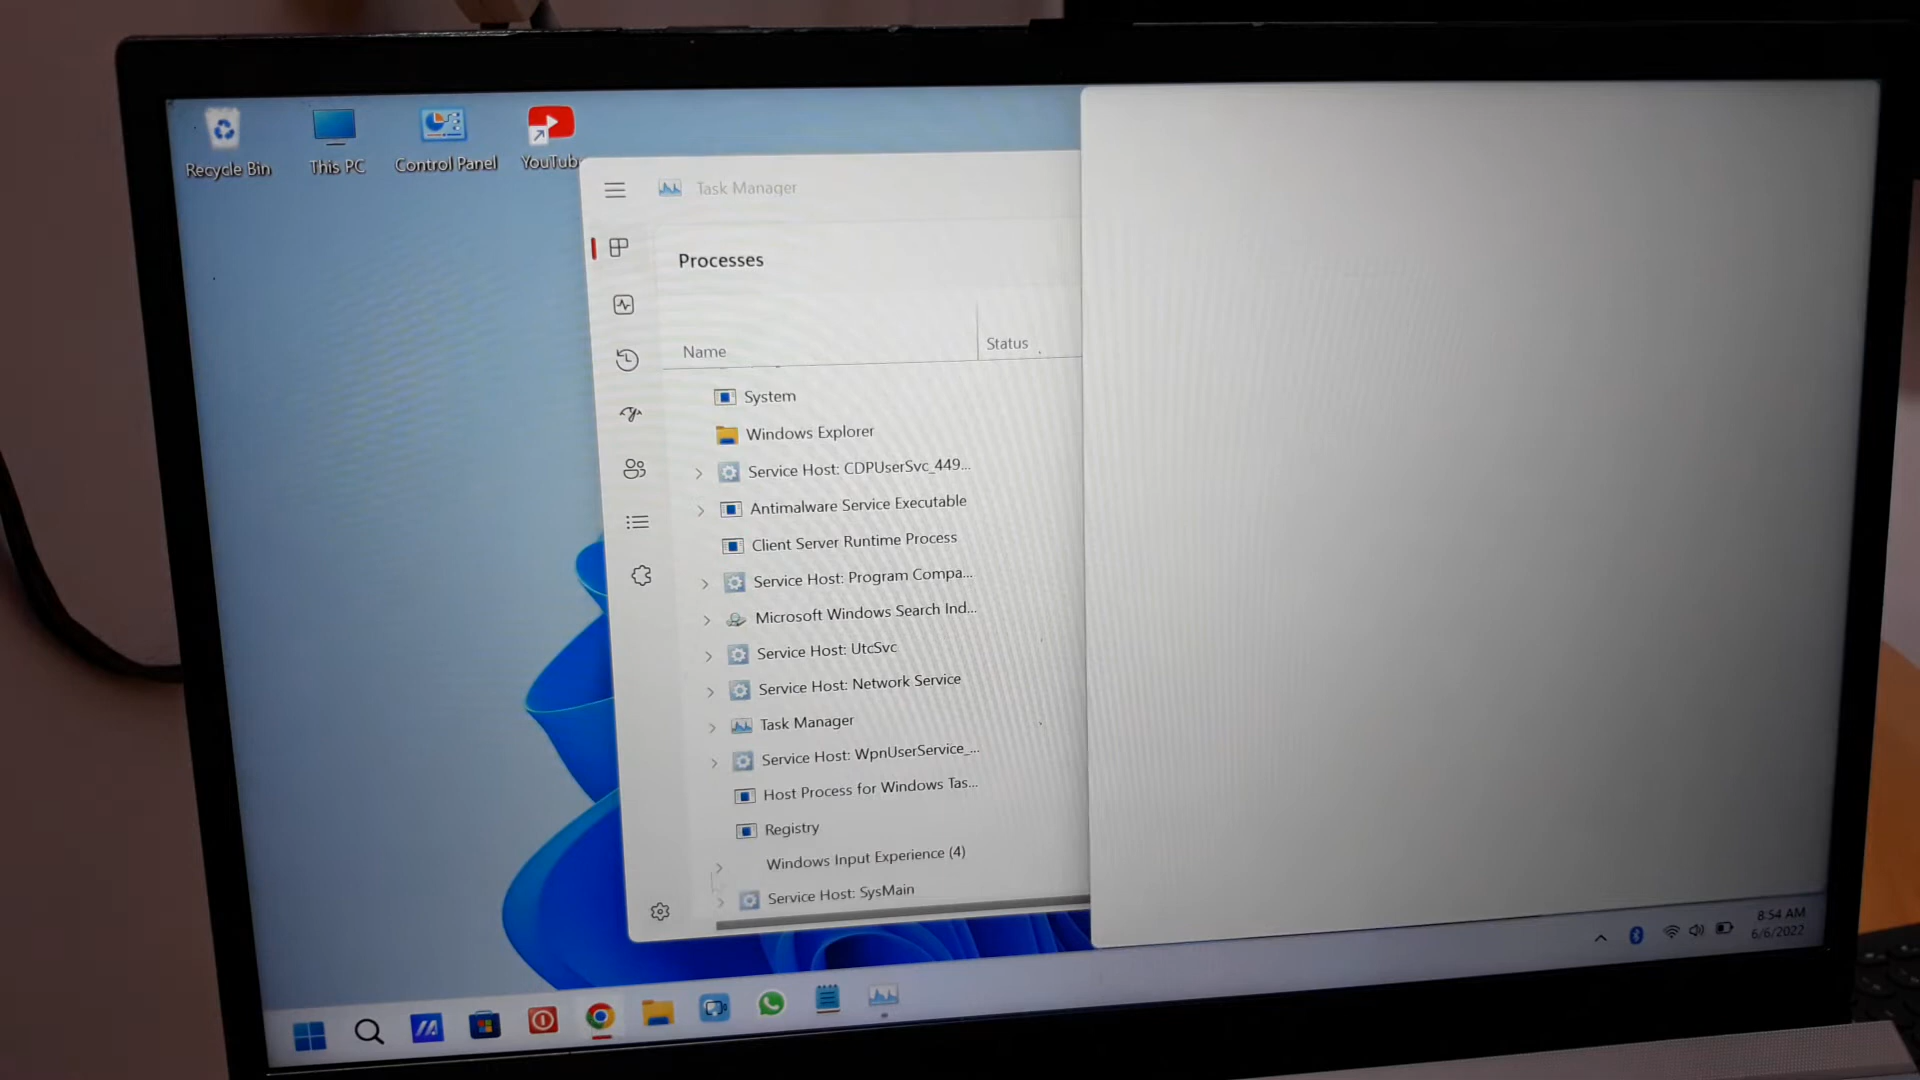 Recycle Bin
This PC
Control Panel
YouTub
Task Manager
Processes
Name
Status
System
Windows Explorer
Service Host: CDPUserSvc_449...
Antimalware Service Executable
Client Server Runtime Process
Service Host: Program Compa...
Microsoft Windows Search Ind...
Service Host: UtcSvc
Service Host: Network Service
Task Manager
Service Host: WpnUserService_...
Host Process for Windows Tas...
Registry
Windows Input Experience (4)
Service Host: SysMain
8:54 AM
6/6/2022